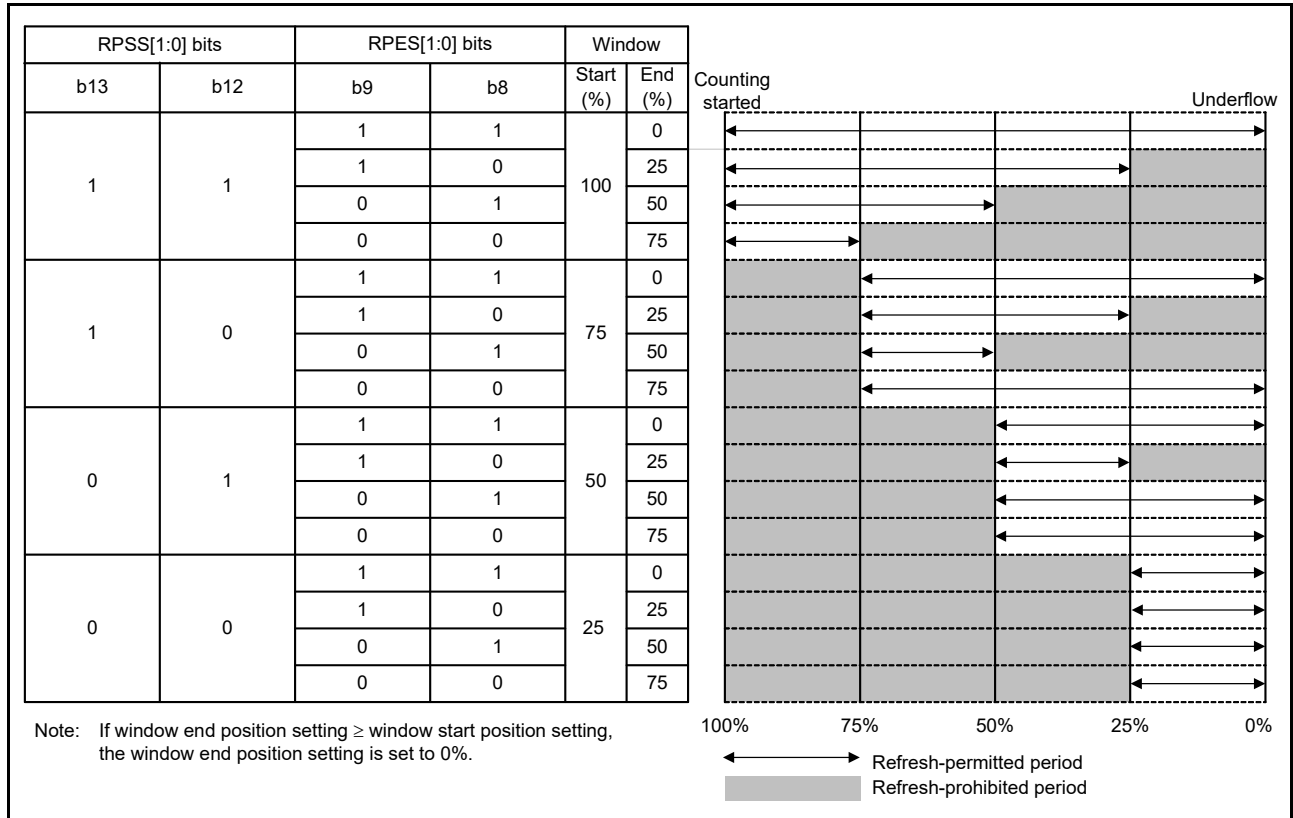 RPSS[1:0] bits RPES[1:0] bits Window
b13 b12 b9 b8 Start (%) End (%)
Counting started Underflow
1 1 100 1 1 0
1 0 25
0 1 50
0 0 75
1 0 75 1 1 0
1 0 25
0 1 50
0 0 75
0 1 50 1 1 0
1 0 25
0 1 50
0 0 75
0 0 25 1 1 0
1 0 25
0 1 50
0 0 75
100% 75% 50% 25% 0%
Note: If window end position setting ≥ window start position setting,
the window end position setting is set to 0%.
Refresh-permitted period
Refresh-prohibited period